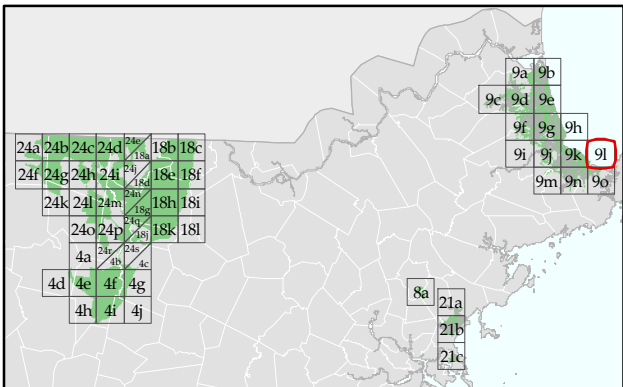 9a 9b
9c 9d 9e
9f 9g 9h
9i 9j 9k 9l
9m 9n 9o
24a 24b 24c 24d 24e 18a 18b 18c
24f 24g 24h 24i 24j 18d 18e 18f
24k 24l 24m 24n 18g 18h 18i
24o 24p 24q 18j 18k 18l
4a 24r 4b 24s 4c
4d 4e 4f 4g
4h 4i 4j
8a
21a
21b
21c